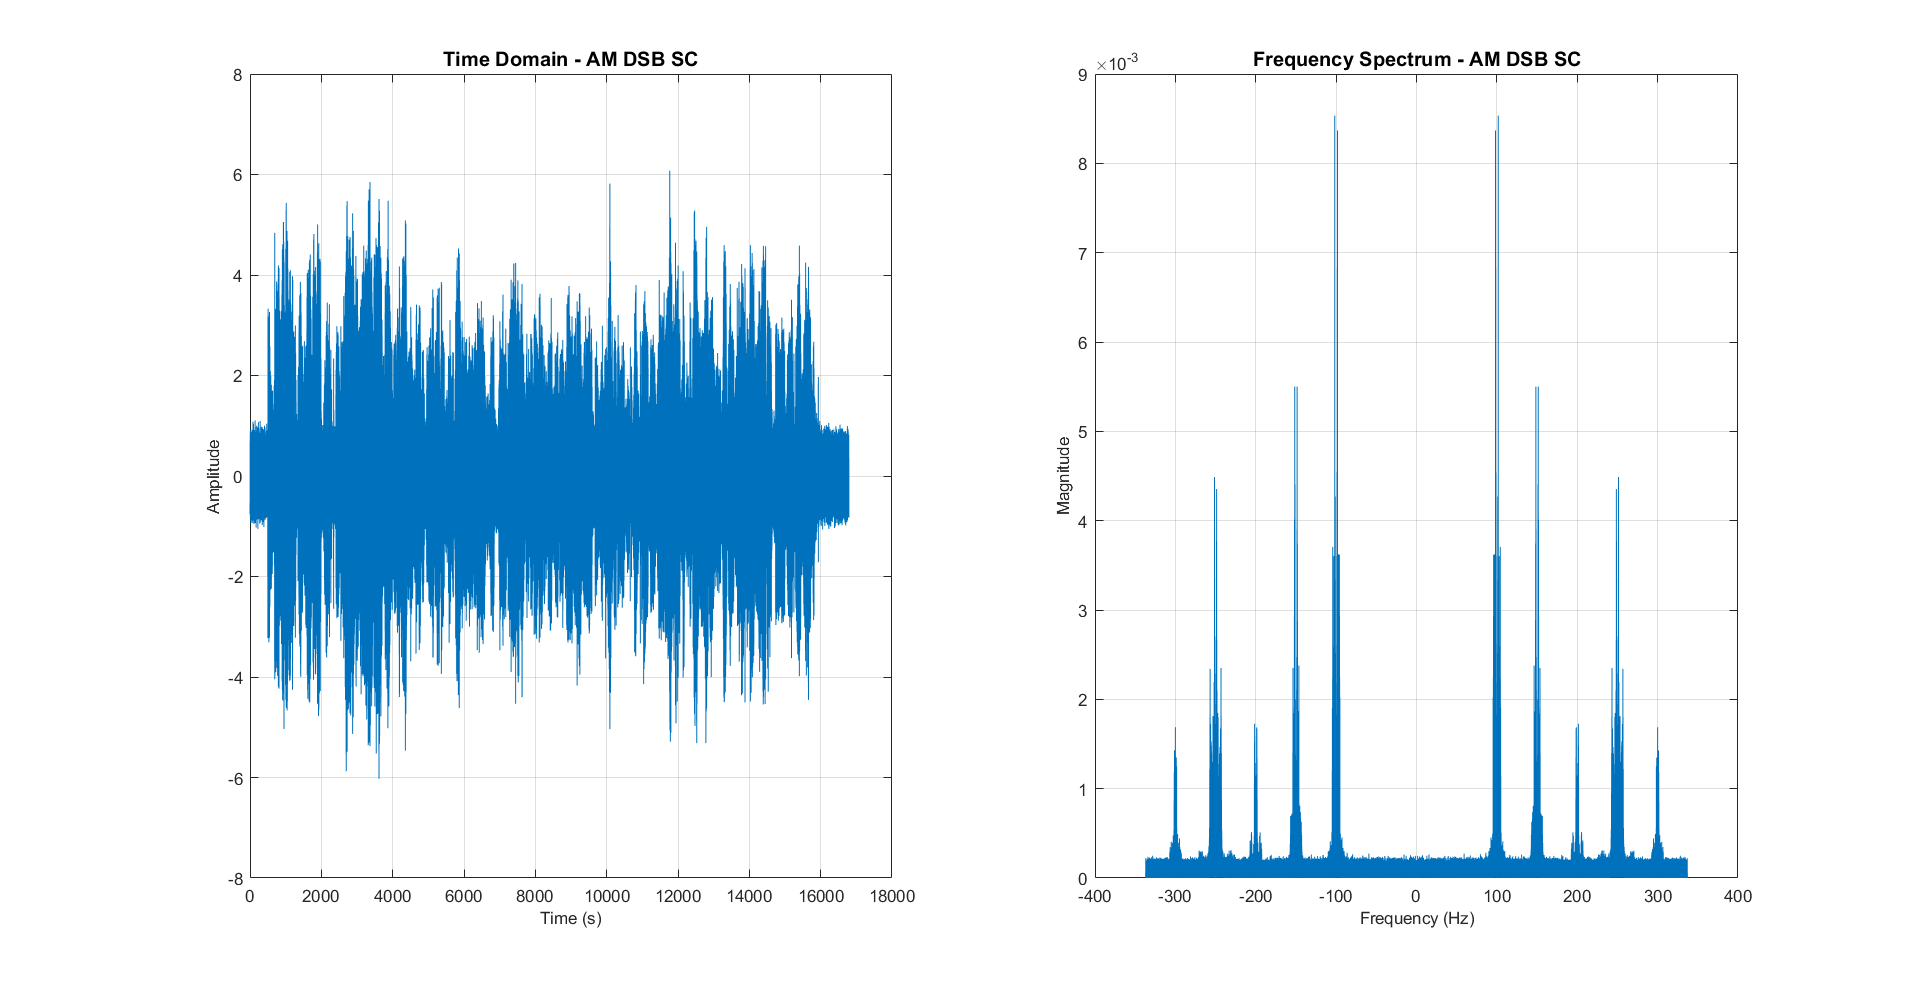 Time Domain - AM DSB SC
8
6
4
2
0
-2
-4
-6
-8
Amplitude
0 2000 4000 6000 8000 10000 12000 14000 16000 18000
Time (s)
Frequency Spectrum - AM DSB SC
×10-3
9
8
7
6
5
4
3
2
1
0
Magnitude
-400 -300 -200 -100 0 100 200 300 400
Frequency (Hz)